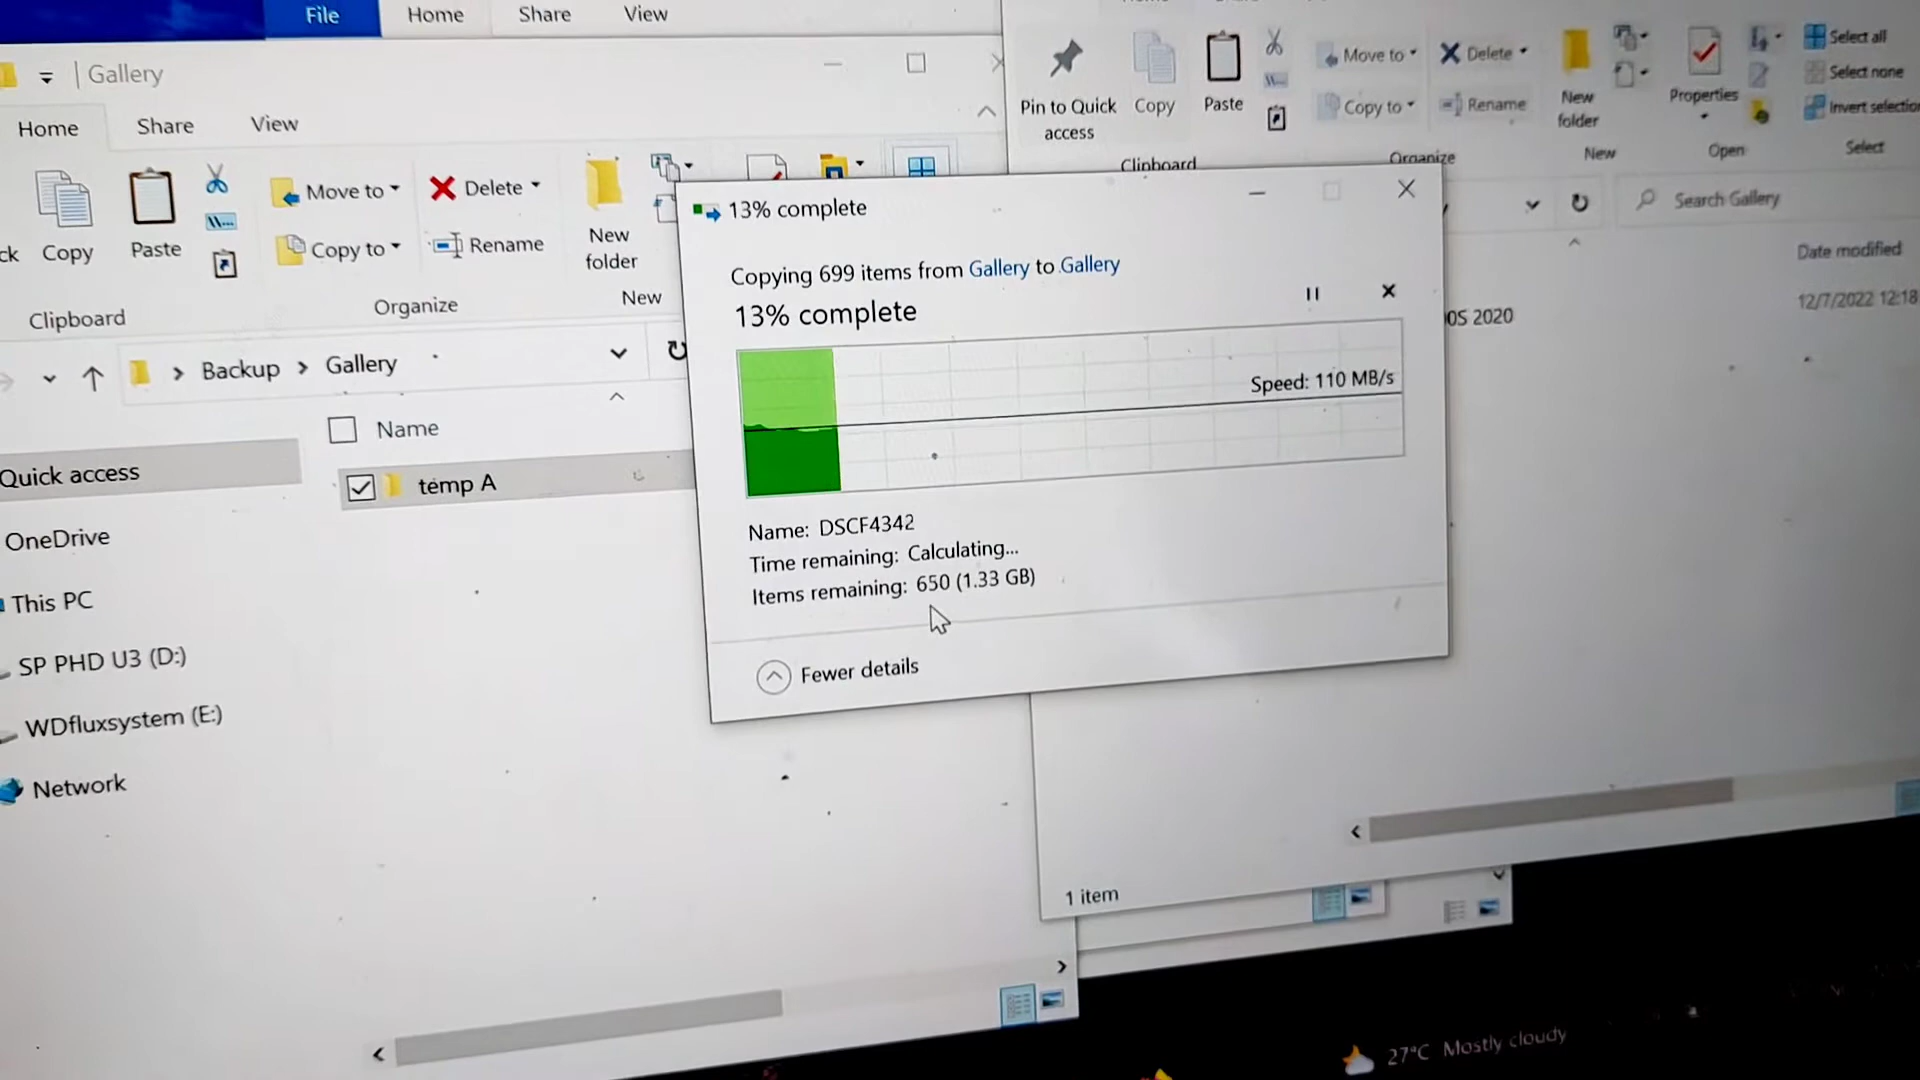 File Home Share View
Gallery
Home Share View
Copy
Paste
Move to
Copy to
Delete
Rename
New
folder
Clipboard
Organize
New
Backup > Gallery
Name
temp A
Quick access
OneDrive
This PC
SP PHD U3 (D:)
WDfluxsystem (E:)
Network
Pin to Quick
access
Copy
Paste
Move to
Copy to
Delete
Rename
New
folder
Properties
Select all
Select none
Invert selection
Clipboard
Organize
New
Open
Select
Search Gallery
Date modified
12/7/2022 12:18
OS 2020
13% complete
Copying 699 items from Gallery to Gallery
13% complete
Speed: 110 MB/s
Name: DSCF4342
Time remaining: Calculating...
Items remaining: 650 (1.33 GB)
Fewer details
1 item
27°C Mostly cloudy